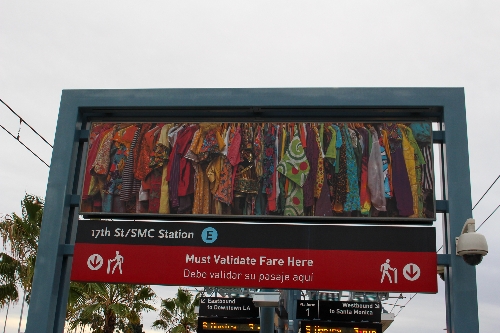 17th St/SMC Station E
Must Validate Fare Here
Debe validar su pasaje aquí
2 Eastbound
to Downtown LA
Westbound
to Santa Monica